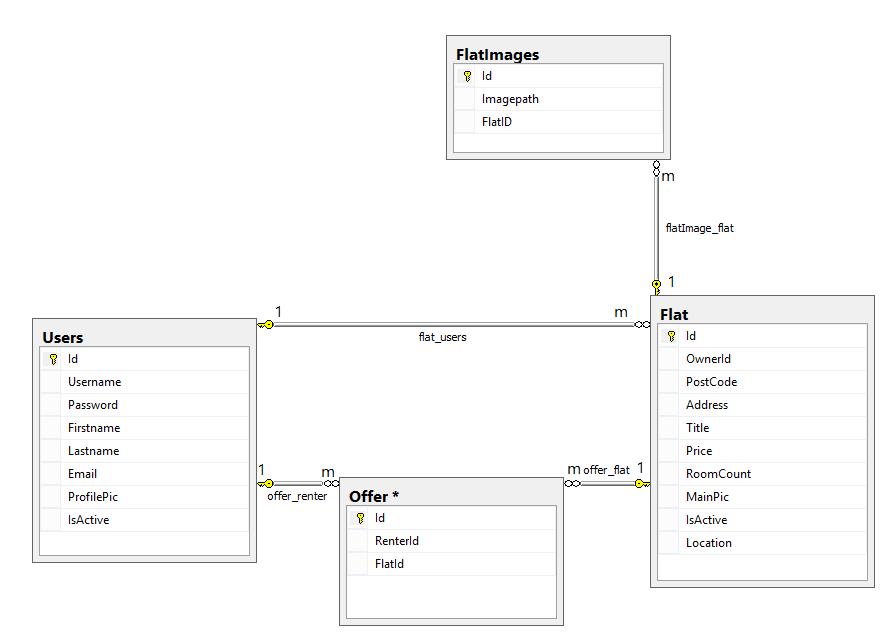 FlatImages
Id
Imagepath
FlatID
m
flatImage_flat
1
1
m
flat_users
Users
Id
Username
Password
Firstname
Lastname
Email
ProfilePic
IsActive
Flat
Id
OwnerId
PostCode
Address
Title
Price
RoomCount
MainPic
IsActive
Location
1
m
offer_renter
m
offer_flat
1
Offer *
Id
RenterId
FlatId